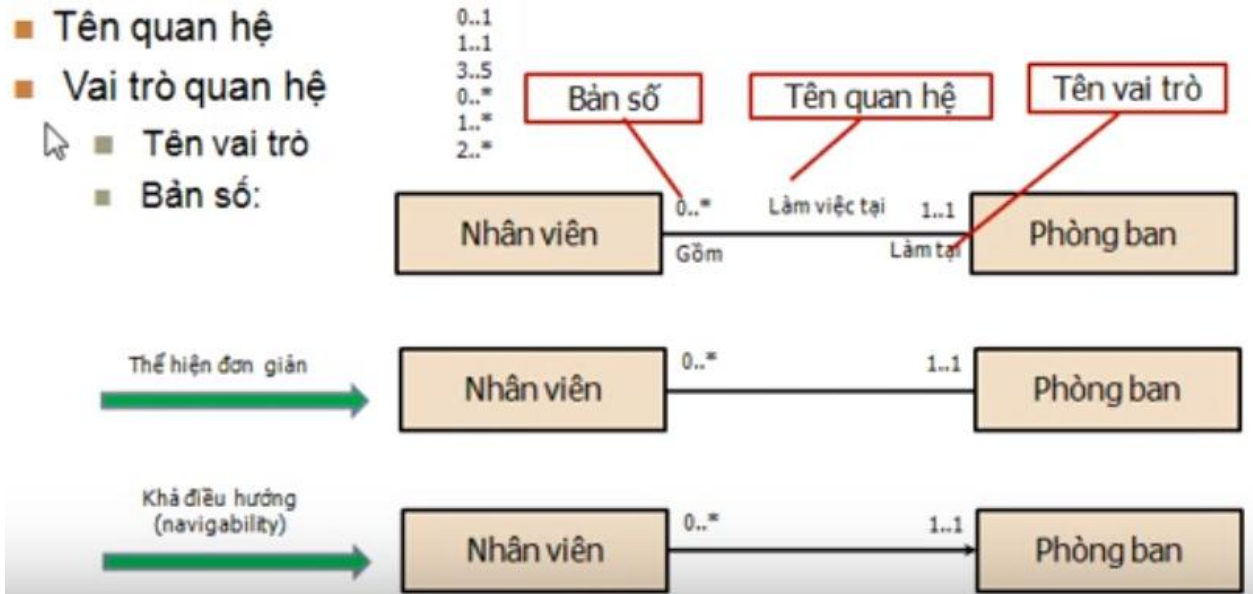 Tên quan hệ
Vai trò quan hệ
Tên vai trò
Bản số:
0..1
1..1
3..5
0..*
1..*
2..*
Bản số
Tên quan hệ
Tên vai trò
Nhân viên
0..*
Làm việc tại
1..1
Gồm
Làm tại
Phòng ban
Thể hiện đơn giản
Nhân viên
0..*
1..1
Phòng ban
Khả điều hướng
(navigability)
Nhân viên
0..*
1..1
Phòng ban